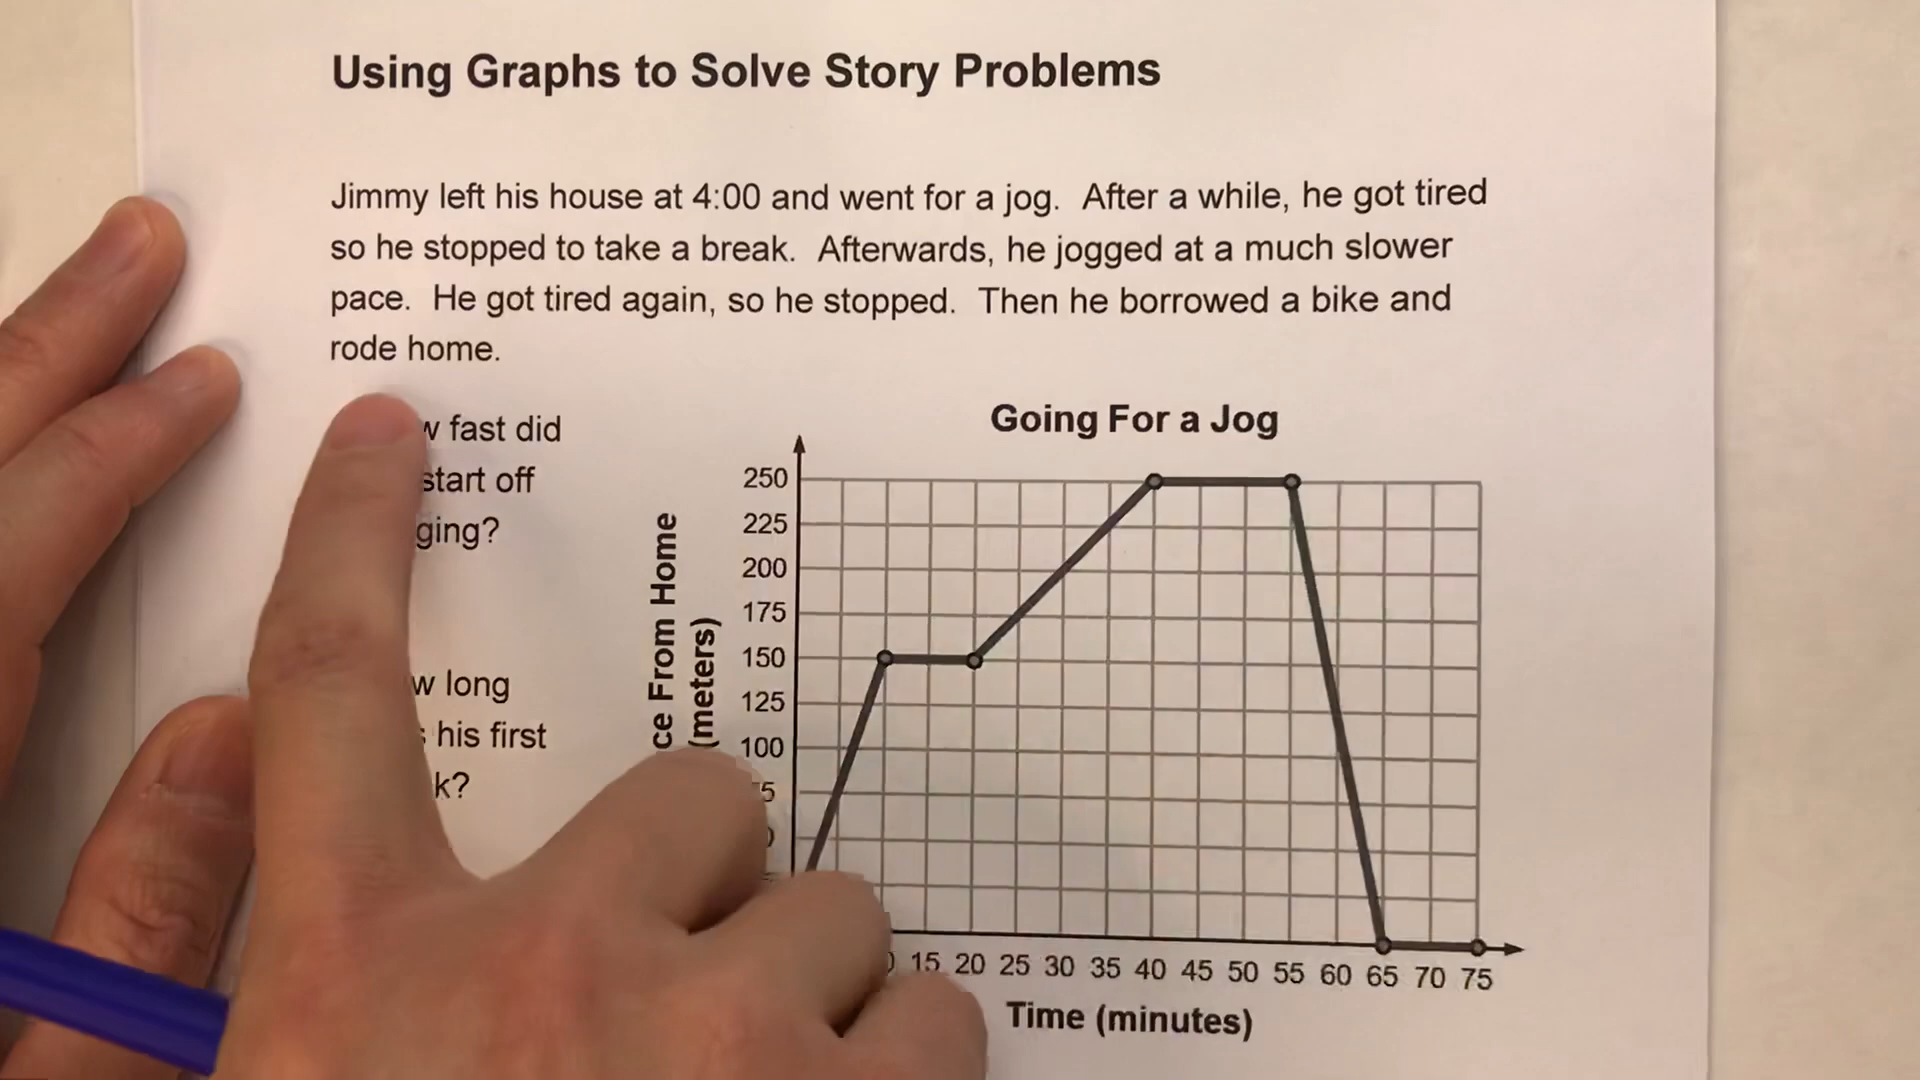 Using Graphs to Solve Story Problems
Jimmy left his house at 4:00 and went for a jog. After a while, he got tired
so he stopped to take a break. Afterwards, he jogged at a much slower
pace. He got tired again, so he stopped. Then he borrowed a bike and
rode home.
fast did
start off
long
his first
Going For a Jog
From Home
(meters)
250
225
200
175
150
125
100
15 20 25 30 35 40 45 50 55 60 65 70 75
Time (minutes)